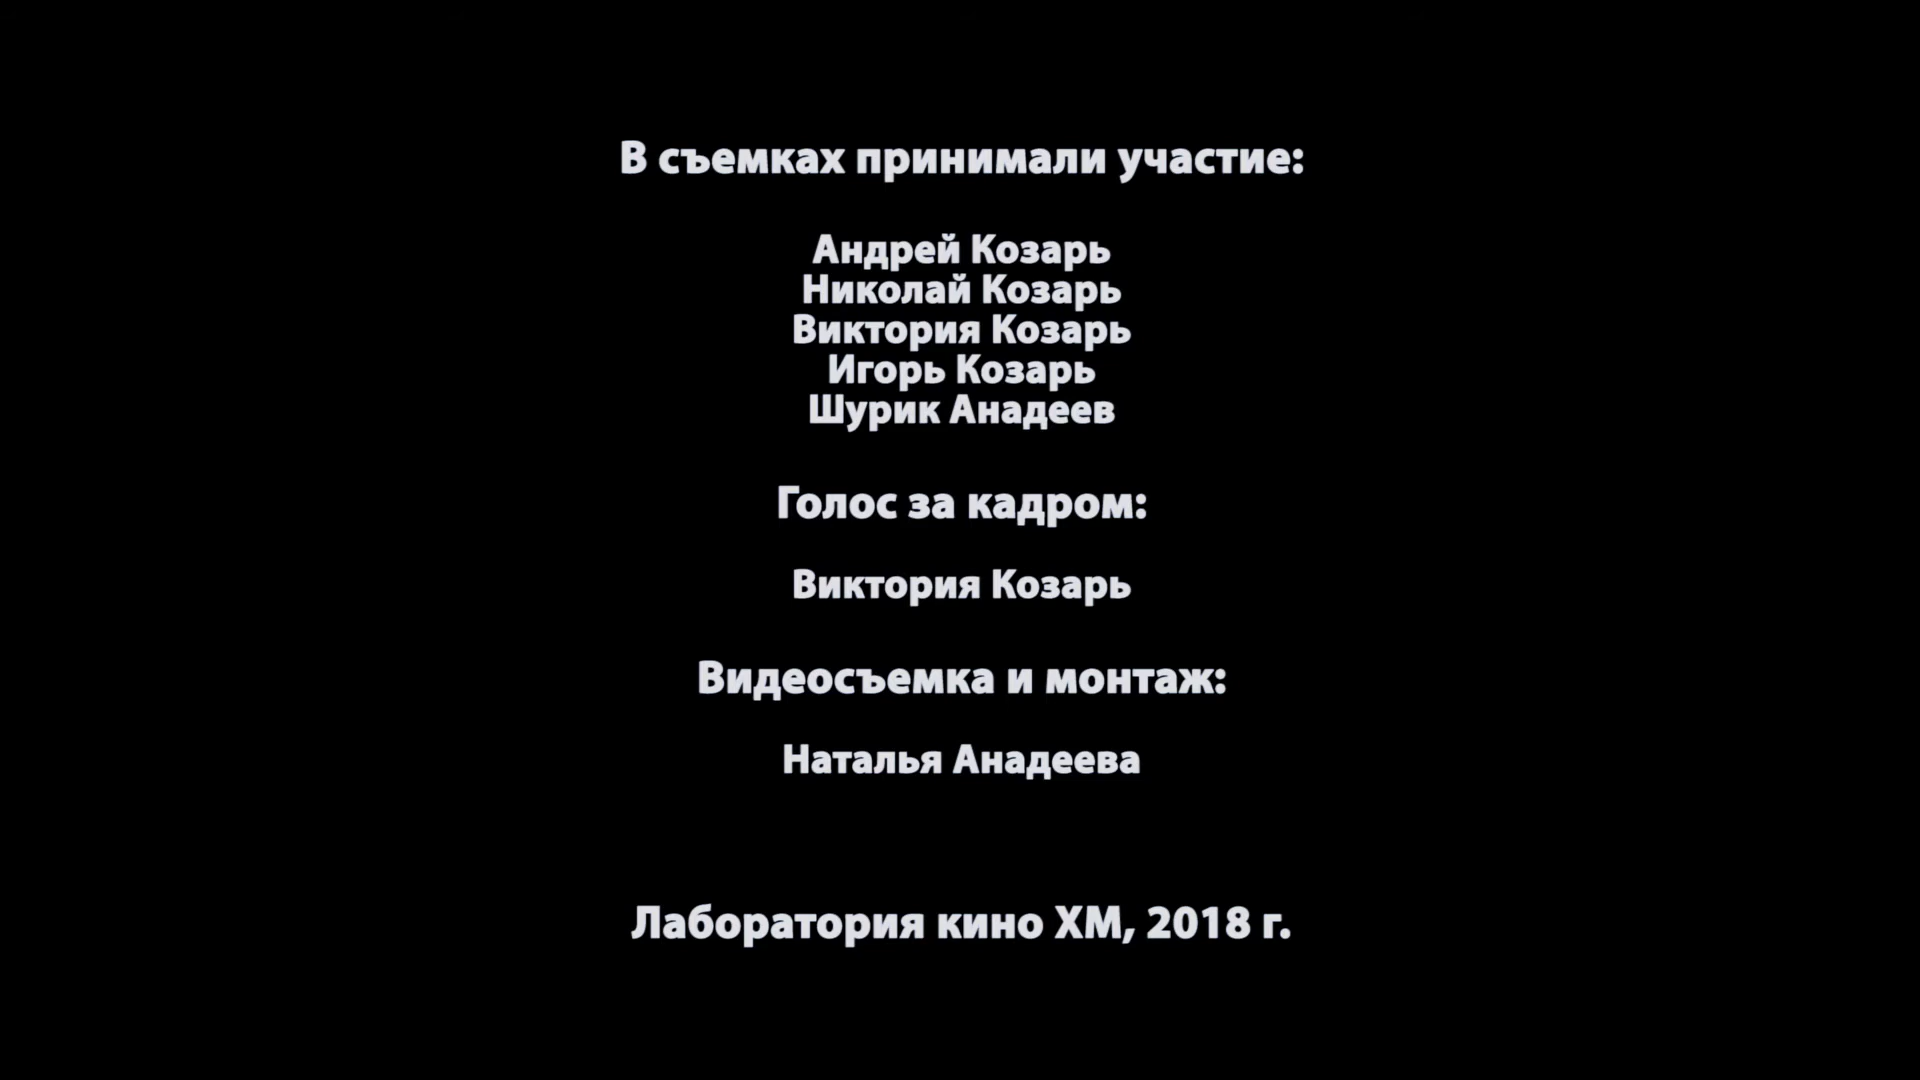 В съемках принимали участие:
Андрей Козарь
Николай Козарь
Виктория Козарь
Игорь Козарь
Шурик Анадеев
Голос за кадром:
Виктория Козарь
Видеосъемка и монтаж:
Наталья Анадеева
Лаборатория кино ХМ, 2018 г.